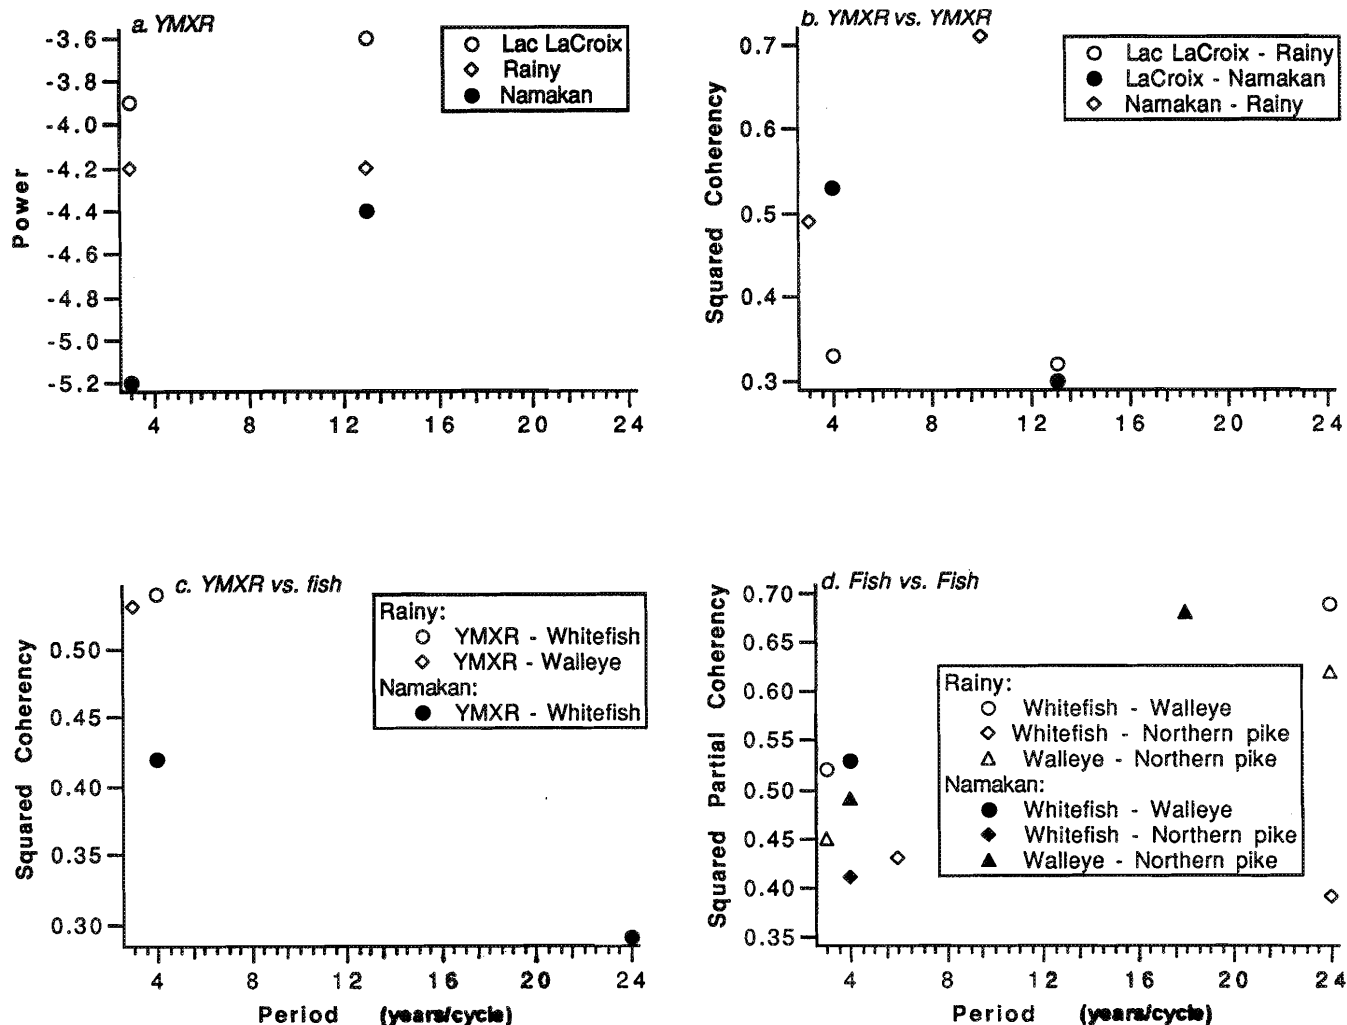 a. YMXR
Power
-3.6
-3.8
-4.0
-4.2
-4.4
-4.6
-4.8
-5.0
-5.2
Lac LaCroix
Rainy
Namakan
4 8 12 16 20 24
b. YMXR vs. YMXR
Squared Coherency
0.7
0.6
0.5
0.4
0.3
Lac LaCroix - Rainy
LaCroix - Namakan
Namakan - Rainy
4 8 12 16 20 24
c. YMXR vs. fish
Squared Coherency
0.50
0.45
0.40
0.35
0.30
Rainy:
YMXR - Whitefish
YMXR - Walleye
Namakan:
YMXR - Whitefish
4 8 12 16 20 24
Period (years/cycle)
d. Fish vs. Fish
Squared Partial Coherency
0.70
0.65
0.60
0.55
0.50
0.45
0.40
0.35
Rainy:
Whitefish - Walleye
Whitefish - Northern pike
Walleye - Northern pike
Namakan:
Whitefish - Walleye
Whitefish - Northern pike
Walleye - Northern pike
4 8 12 16 20 24
Period (years/cycle)